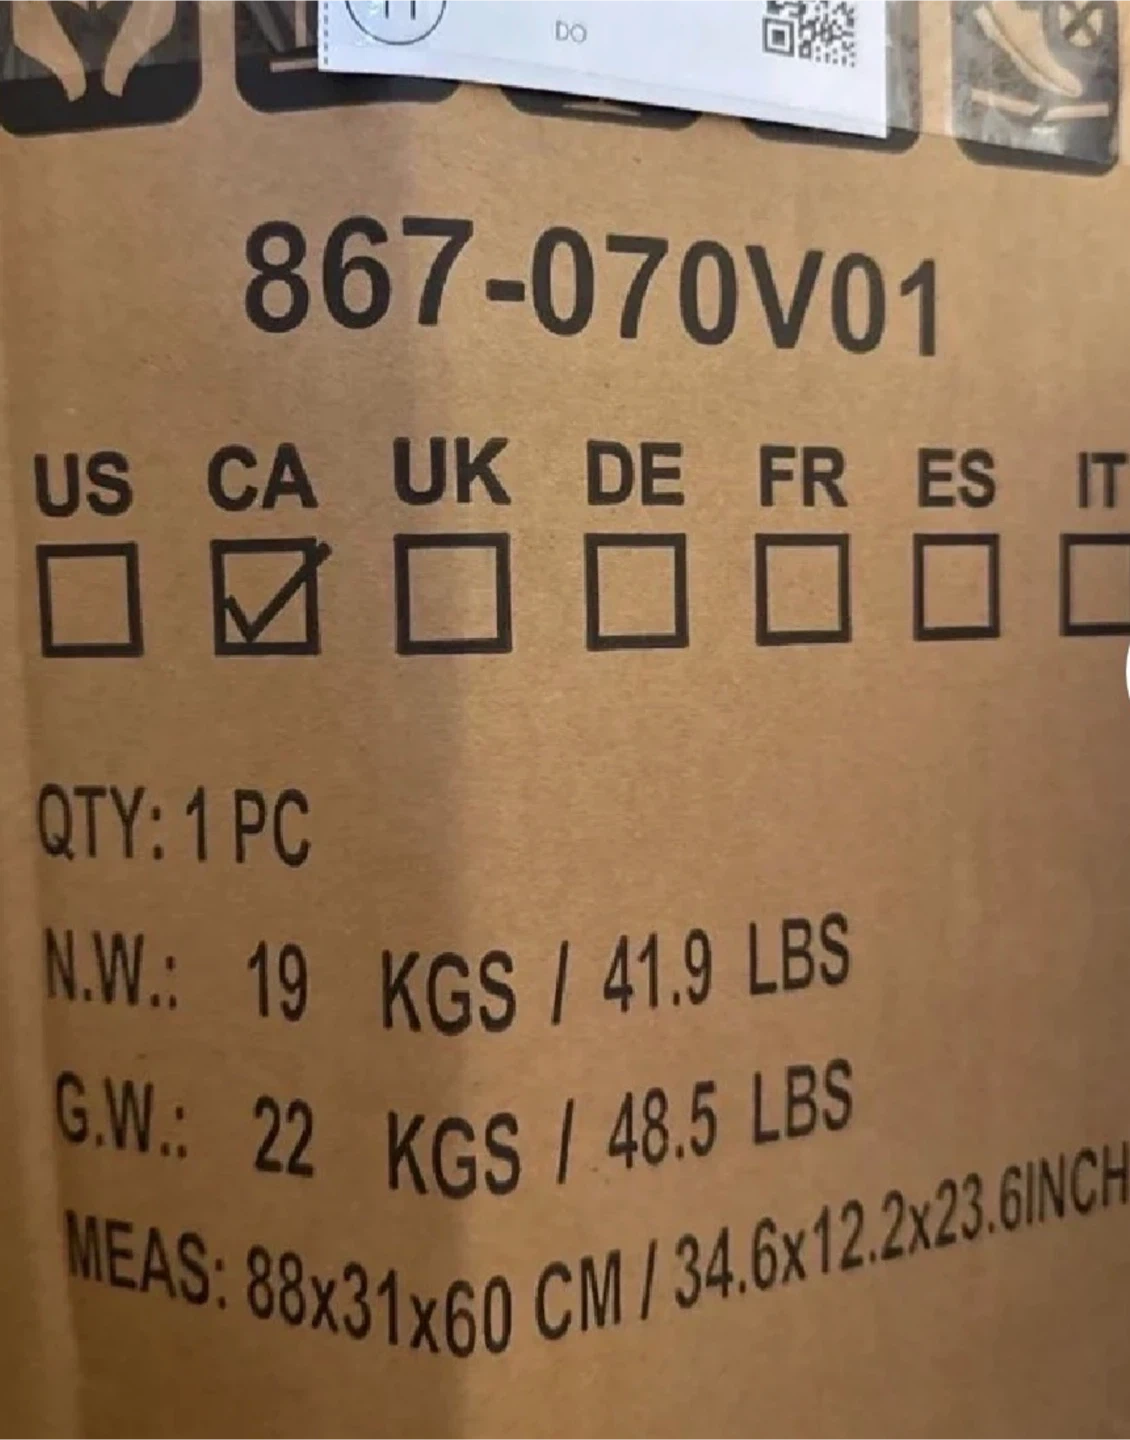 DO
867-070V01
US CA UK DE FR ES IT
QTY: 1 PC
N.W.: 19 KGS / 41.9 LBS
G.W.: 22 KGS / 48.5 LBS
MEAS: 88x31x60 CM / 34.6x12.2x23.6INCH